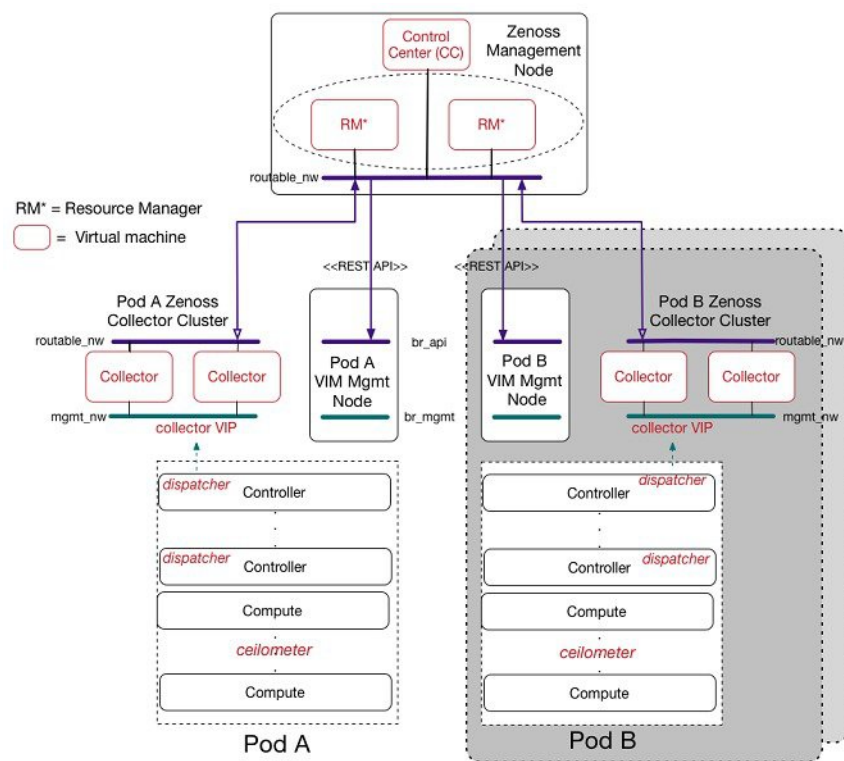 Control
Center (CC)
Zenoss
Management
Node
RM*
RM*
routable_nw
RM* = Resource Manager
= Virtual machine
<<REST API>>
<<REST API>>
Pod A Zenoss
Collector Cluster
routable_nw
Collector
Collector
mgmt_nw
collector VIP
br_api
Pod A
VIM Mgmt
Node
br_mgmt
Pod B
VIM Mgmt
Node
Pod B Zenoss
Collector Cluster
routable_nw
Collector
Collector
mgmt_nw
collector VIP
dispatcher
Controller
dispatcher
Controller
Compute
ceilometer
Compute
Pod A
dispatcher
Controller
dispatcher
Controller
Compute
ceilometer
Compute
Pod B